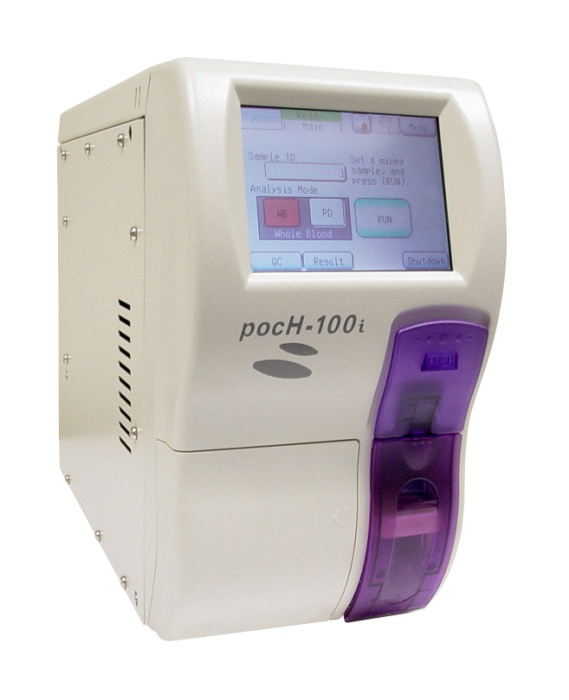 Ready
[ Main ]
Menu
Sample ID
1
Set a mixed
sample, and
press [RUN].
Analysis Mode
WB
PD
RUN
Whole Blood
QC
Result
Shutdown
pocH-100i